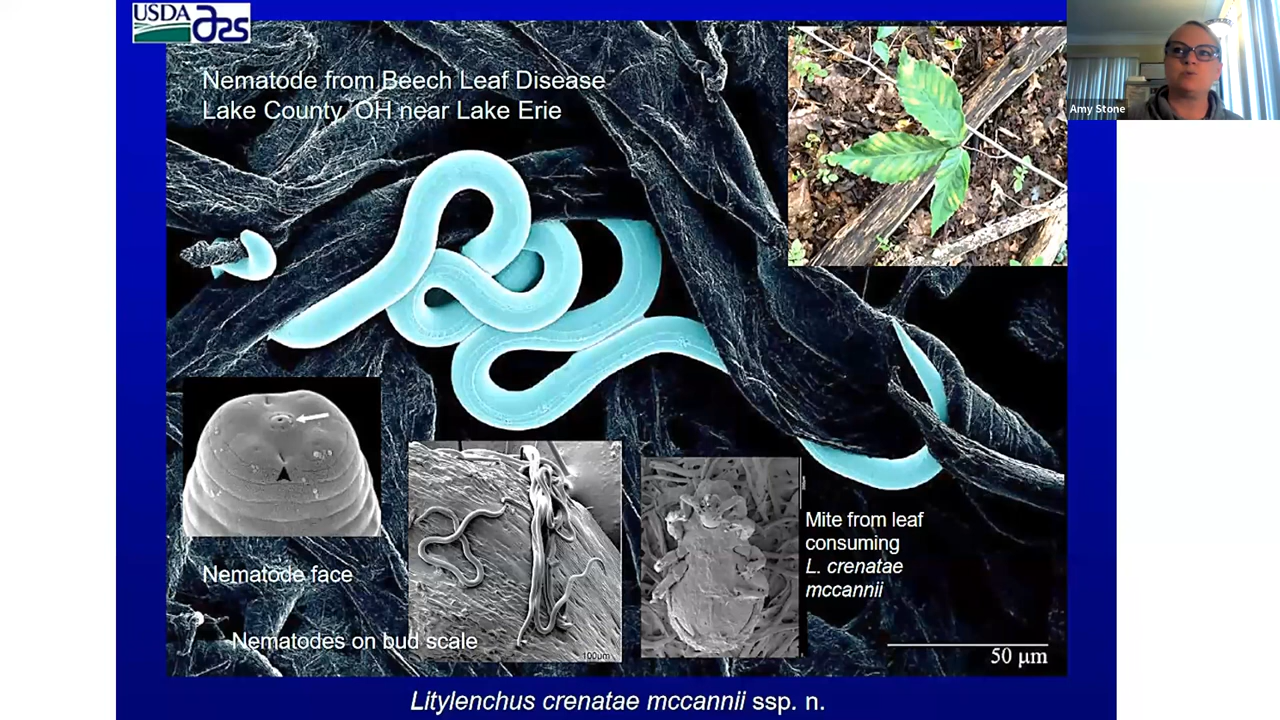 USDA ars
Nematode from Beech Leaf Disease
Lake County, OH near Lake Erie
Amy Stone
Mite from leaf
consuming
L. crenatae
mccannii
Nematode face
Nematodes on bud scale
100µm
50 µm
Litylenchus crenatae mccannii ssp. n.